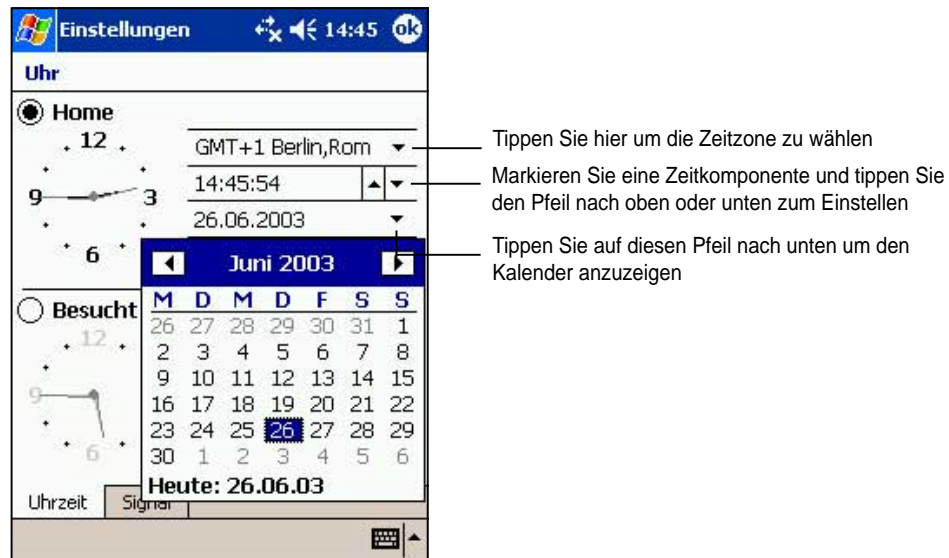 Einstellungen 14:45 ok
Uhr
Home
12
9
3
6
GMT+1 Berlin,Rom
14:45:54
26.06.2003
Juni 2003
M D M D F S S
26 27 28 29 30 31 1
2 3 4 5 6 7 8
9 10 11 12 13 14 15
16 17 18 19 20 21 22
23 24 25 26 27 28 29
30 1 2 3 4 5 6
Heute: 26.06.03
Besucht
12
9
6
Uhrzeit Signal
Tippen Sie hier um die Zeitzone zu wählen
Markieren Sie eine Zeitkomponente und tippen Sie
den Pfeil nach oben oder unten zum Einstellen
Tippen Sie auf diesen Pfeil nach unten um den
Kalender anzuzeigen